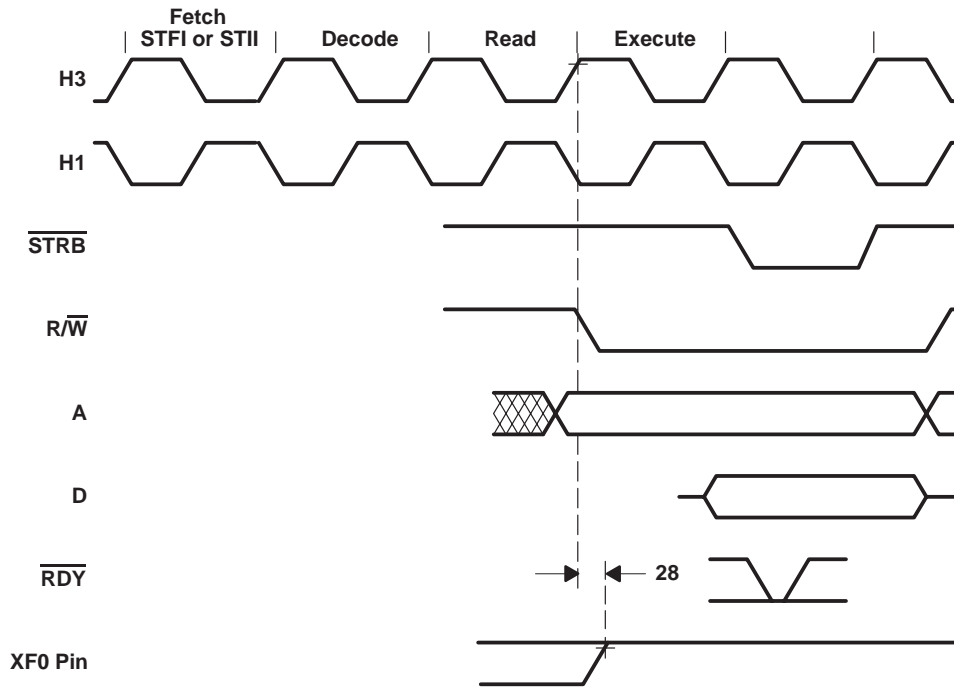 Fetch
STFI or STII
Decode
Read
Execute
H3
H1
STRB
R/W
A
D
RDY
28
XF0 Pin